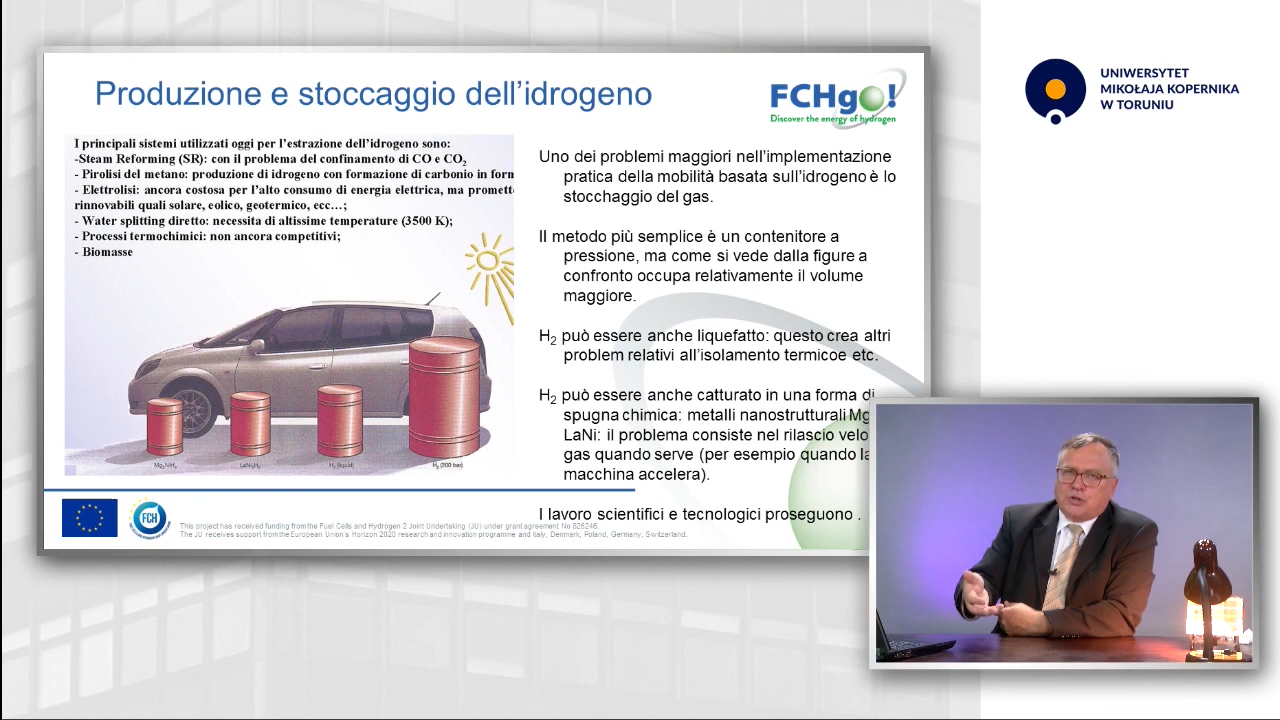 Produzione e stoccaggio dell'idrogeno
FCHgo!
Discover the energy of hydrogen
UNIWERSYTET
MIKOŁAJA KOPERNIKA
W TORUNIU
I principali sistemi utilizzati oggi per l'estrazione dell'idrogeno sono:
-Steam Reforming (SR): con il problema del confinamento di CO e CO2
- Pirolisi del metano: produzione di idrogeno con formazione di carbonio in form
- Elettrolisi: ancora costosa per l'alto consumo di energia elettrica, ma promett
rinnovabili quali solare, eolico, geotermico, ecc…;
- Water splitting diretto: necessita di altissime temperature (3500 K);
- Processi termochimici: non ancora competitivi;
- Biomasse
Mg2NiH4
LaNi5H6
H2 (liquid)
H2 (200 bar)
Uno dei problemi maggiori nell'implementazione
pratica della mobilità basata sull'idrogeno è lo
stocchaggio del gas.
Il metodo più semplice è un contenitore a
pressione, ma come si vede dalla figure a
confronto occupa relativamente il volume
maggiore.
H2 può essere anche liquefatto: questo crea altri
problem relativi all'isolamento termicoe etc.
H2 può essere anche catturato in una forma di
spugna chimica: metalli nanostrutturali Mg
LaNi: il problema consiste nel rilascio velo
gas quando serve (per esempio quando la
macchina accelera).
I lavoro scientifici e tecnologici proseguono .
FCH
This project has received funding from the Fuel Cells and Hydrogen 2 Joint Undertaking (JU) under grant agreement No 826246.
The JU receives support from the European Union's Horizon 2020 research and innovation programme and Italy, Denmark, Poland, Germany, Switzerland.